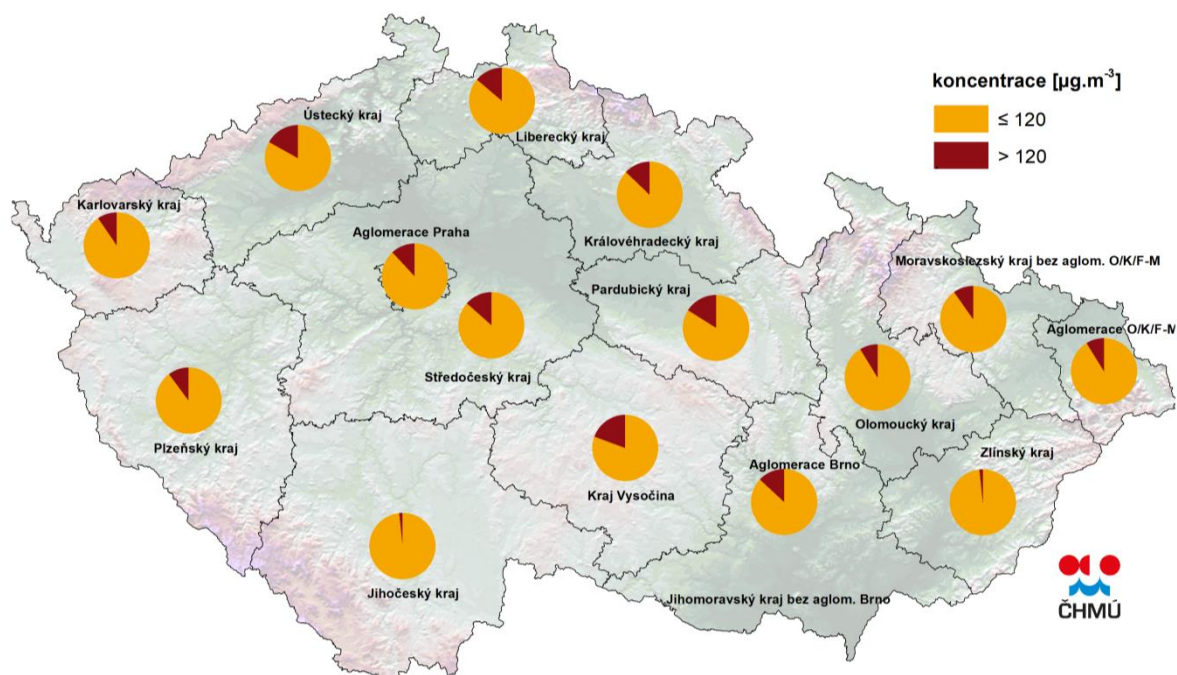 koncentrace [µg.m⁻³]
≤ 120
> 120
Ústecký kraj
Liberecký kraj
Karlovarský kraj
Aglomerace Praha
Královéhradecký kraj
Moravskoslezský kraj bez aglom. O/K/F-M
Pardubický kraj
Aglomerace O/K/F-M
Středočeský kraj
Olomoucký kraj
Plzeňský kraj
Zlínský kraj
Aglomerace Brno
Kraj Vysočina
Jihočeský kraj
Jihomoravský kraj bez aglom. Brno
ČHMÚ